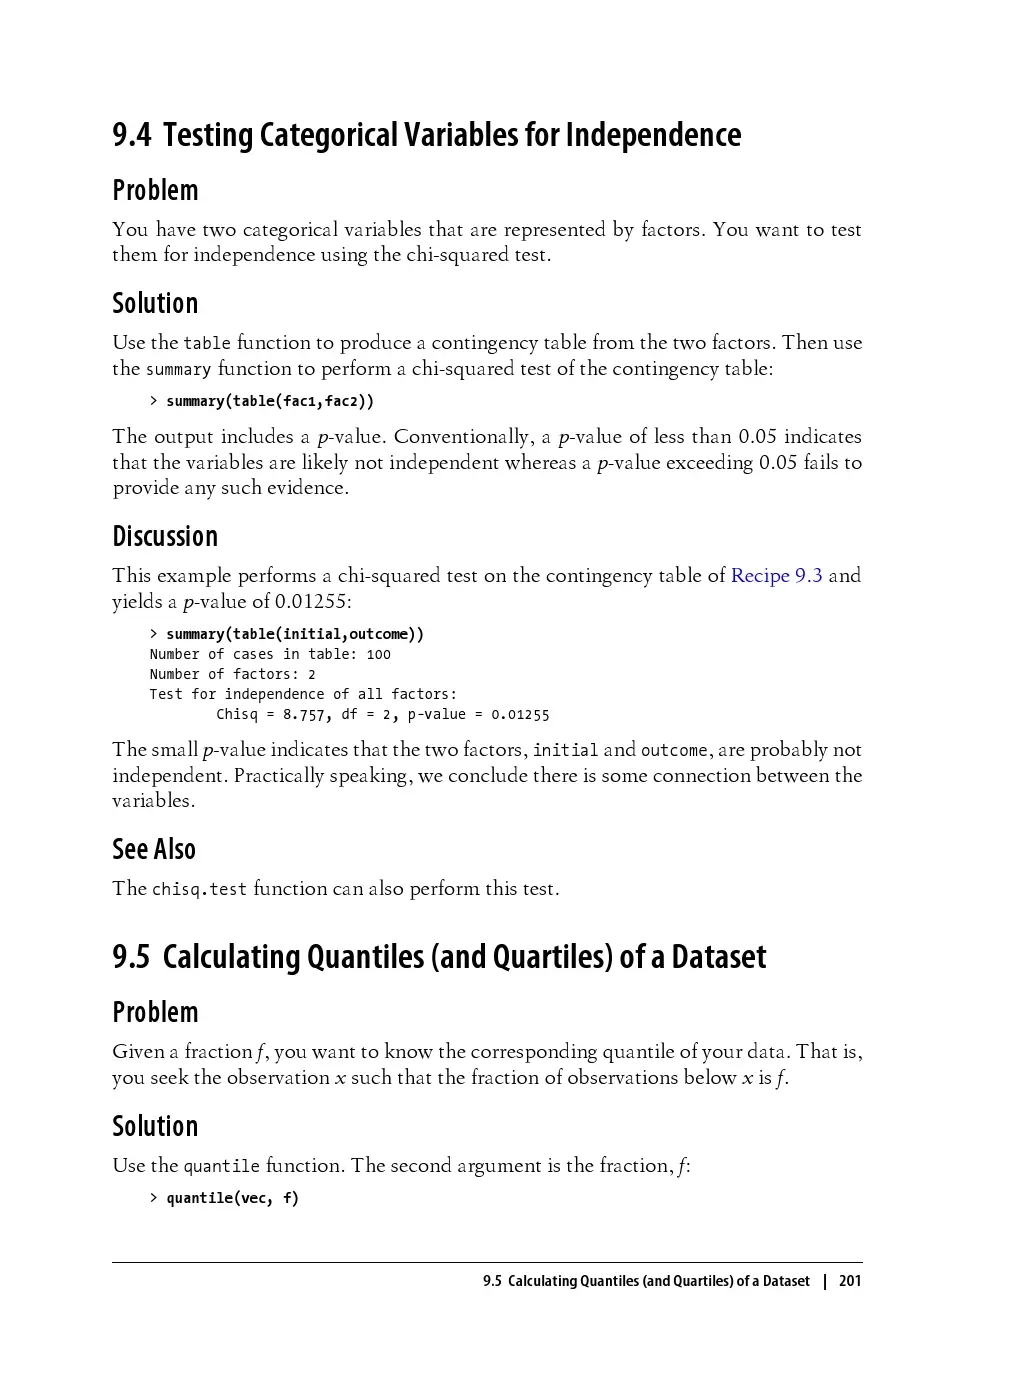 9.4 Testing Categorical Variables for Independence
Problem
You have two categorical variables that are represented by factors. You want to test
them for independence using the chi-squared test.
Solution
Use the table function to produce a contingency table from the two factors. Then use
the summary function to perform a chi-squared test of the contingency table:
> summary(table(fac1,fac2))
The output includes a p-value. Conventionally, a p-value of less than 0.05 indicates
that the variables are likely not independent whereas a p-value exceeding 0.05 fails to
provide any such evidence.
Discussion
This example performs a chi-squared test on the contingency table of Recipe 9.3 and
yields a p-value of 0.01255:
> summary(table(initial,outcome))
Number of cases in table: 100
Number of factors: 2
Test for independence of all factors:
Chisq = 8.757, df = 2, p-value = 0.01255
The small p-value indicates that the two factors, initial and outcome, are probably not
independent. Practically speaking, we conclude there is some connection between the
variables.
See Also
The chisq.test function can also perform this test.
9.5 Calculating Quantiles (and Quartiles) of a Dataset
Problem
Given a fraction f, you want to know the corresponding quantile of your data. That is,
you seek the observation x such that the fraction of observations below x is f.
Solution
Use the quantile function. The second argument is the fraction, f:
> quantile(vec, f)
9.5 Calculating Quantiles (and Quartiles) of a Dataset | 201